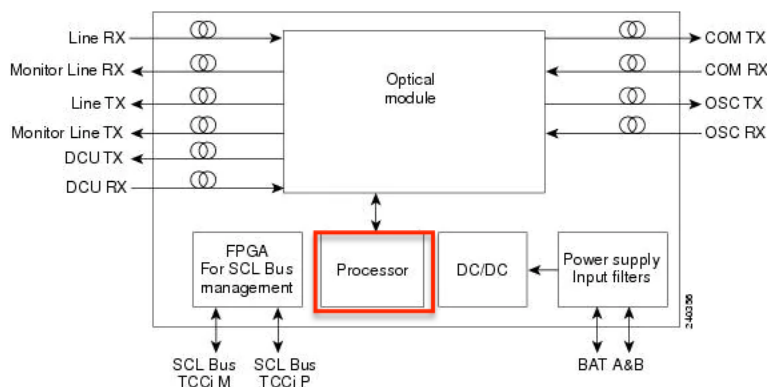 Line RX
Monitor Line RX
Line TX
Monitor Line TX
DCU TX
DCU RX
Optical
module
COM TX
COM RX
OSC TX
OSC RX
FPGA
For SCL Bus
management
Processor
DC/DC
Power supply
Input filters
240356
SCL Bus
TCCi M
SCL Bus
TCCi P
BAT A&B